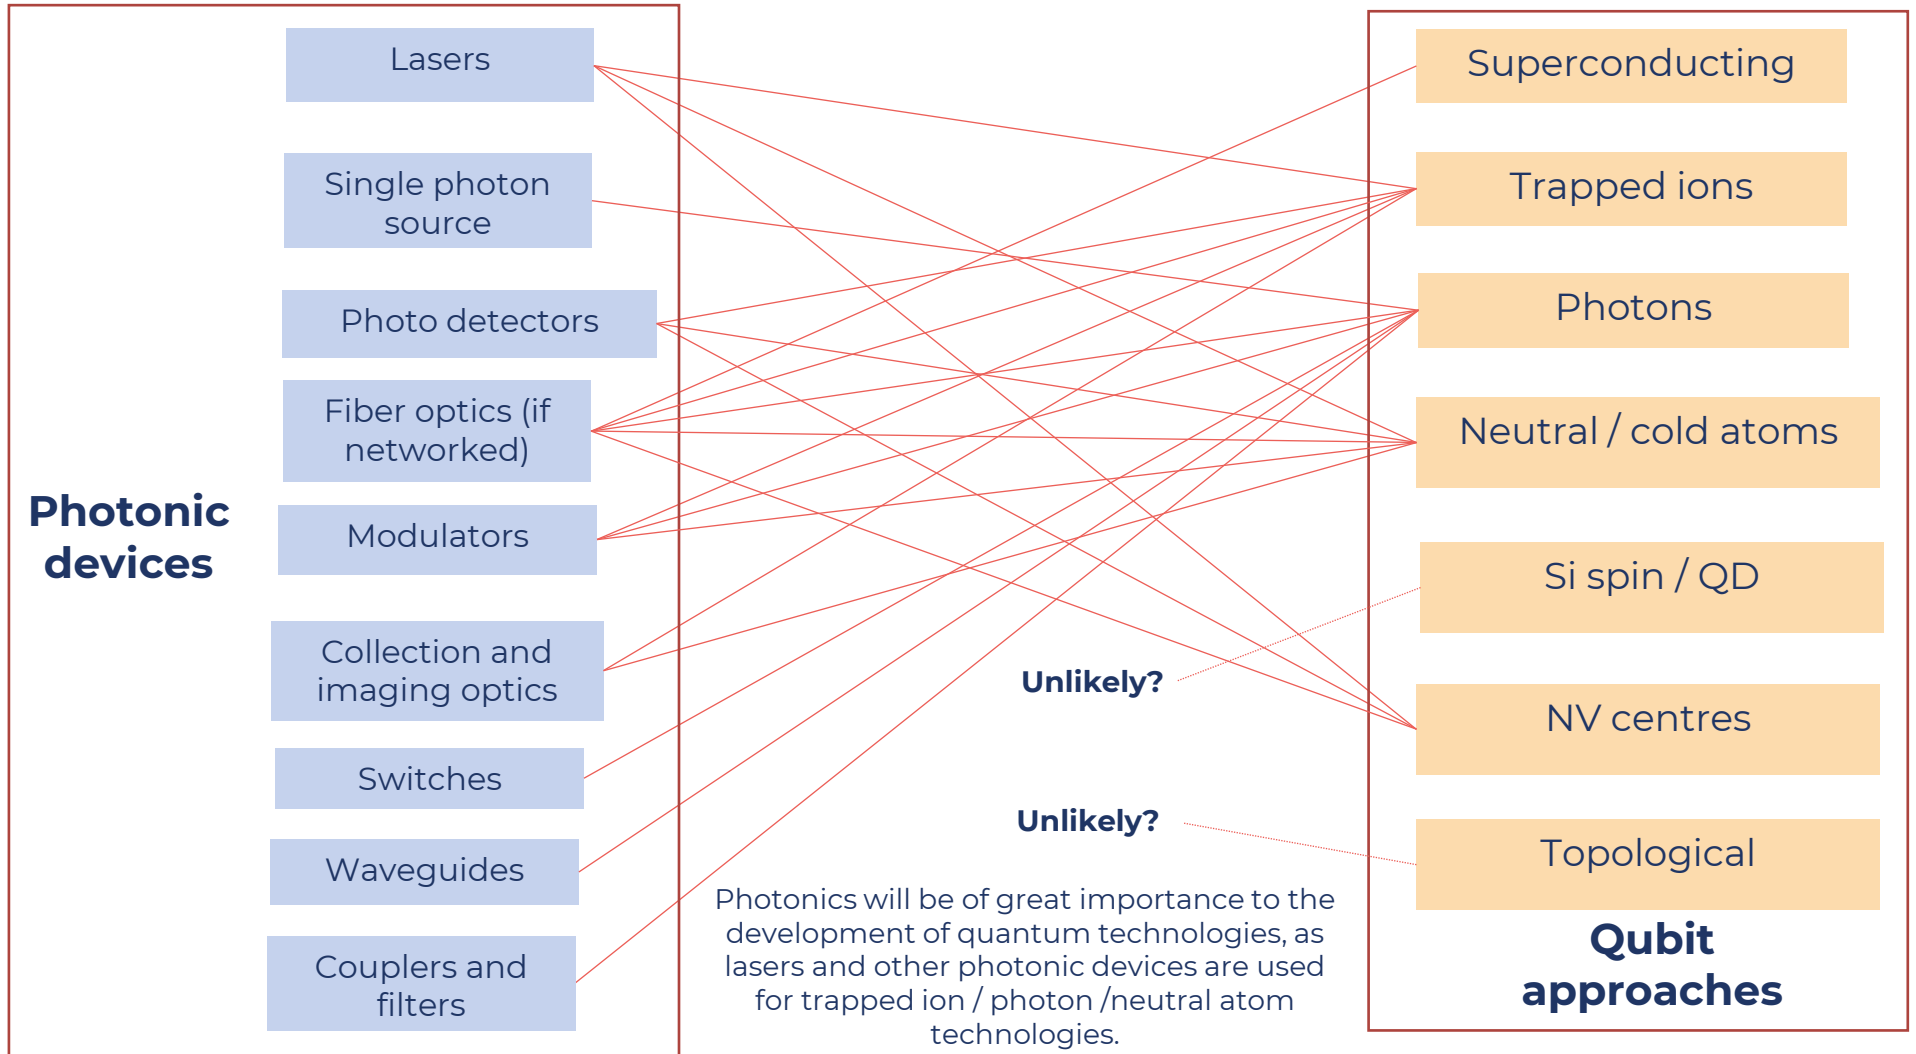 Photonic
devices
Lasers
Single photon
source
Photo detectors
Fiber optics (if
networked)
Modulators
Collection and
imaging optics
Switches
Waveguides
Couplers and
filters
Unlikely?
Unlikely?
Photonics will be of great importance to the
development of quantum technologies, as
lasers and other photonic devices are used
for trapped ion / photon /neutral atom
technologies.
Superconducting
Trapped ions
Photons
Neutral / cold atoms
Si spin / QD
NV centres
Topological
Qubit
approaches